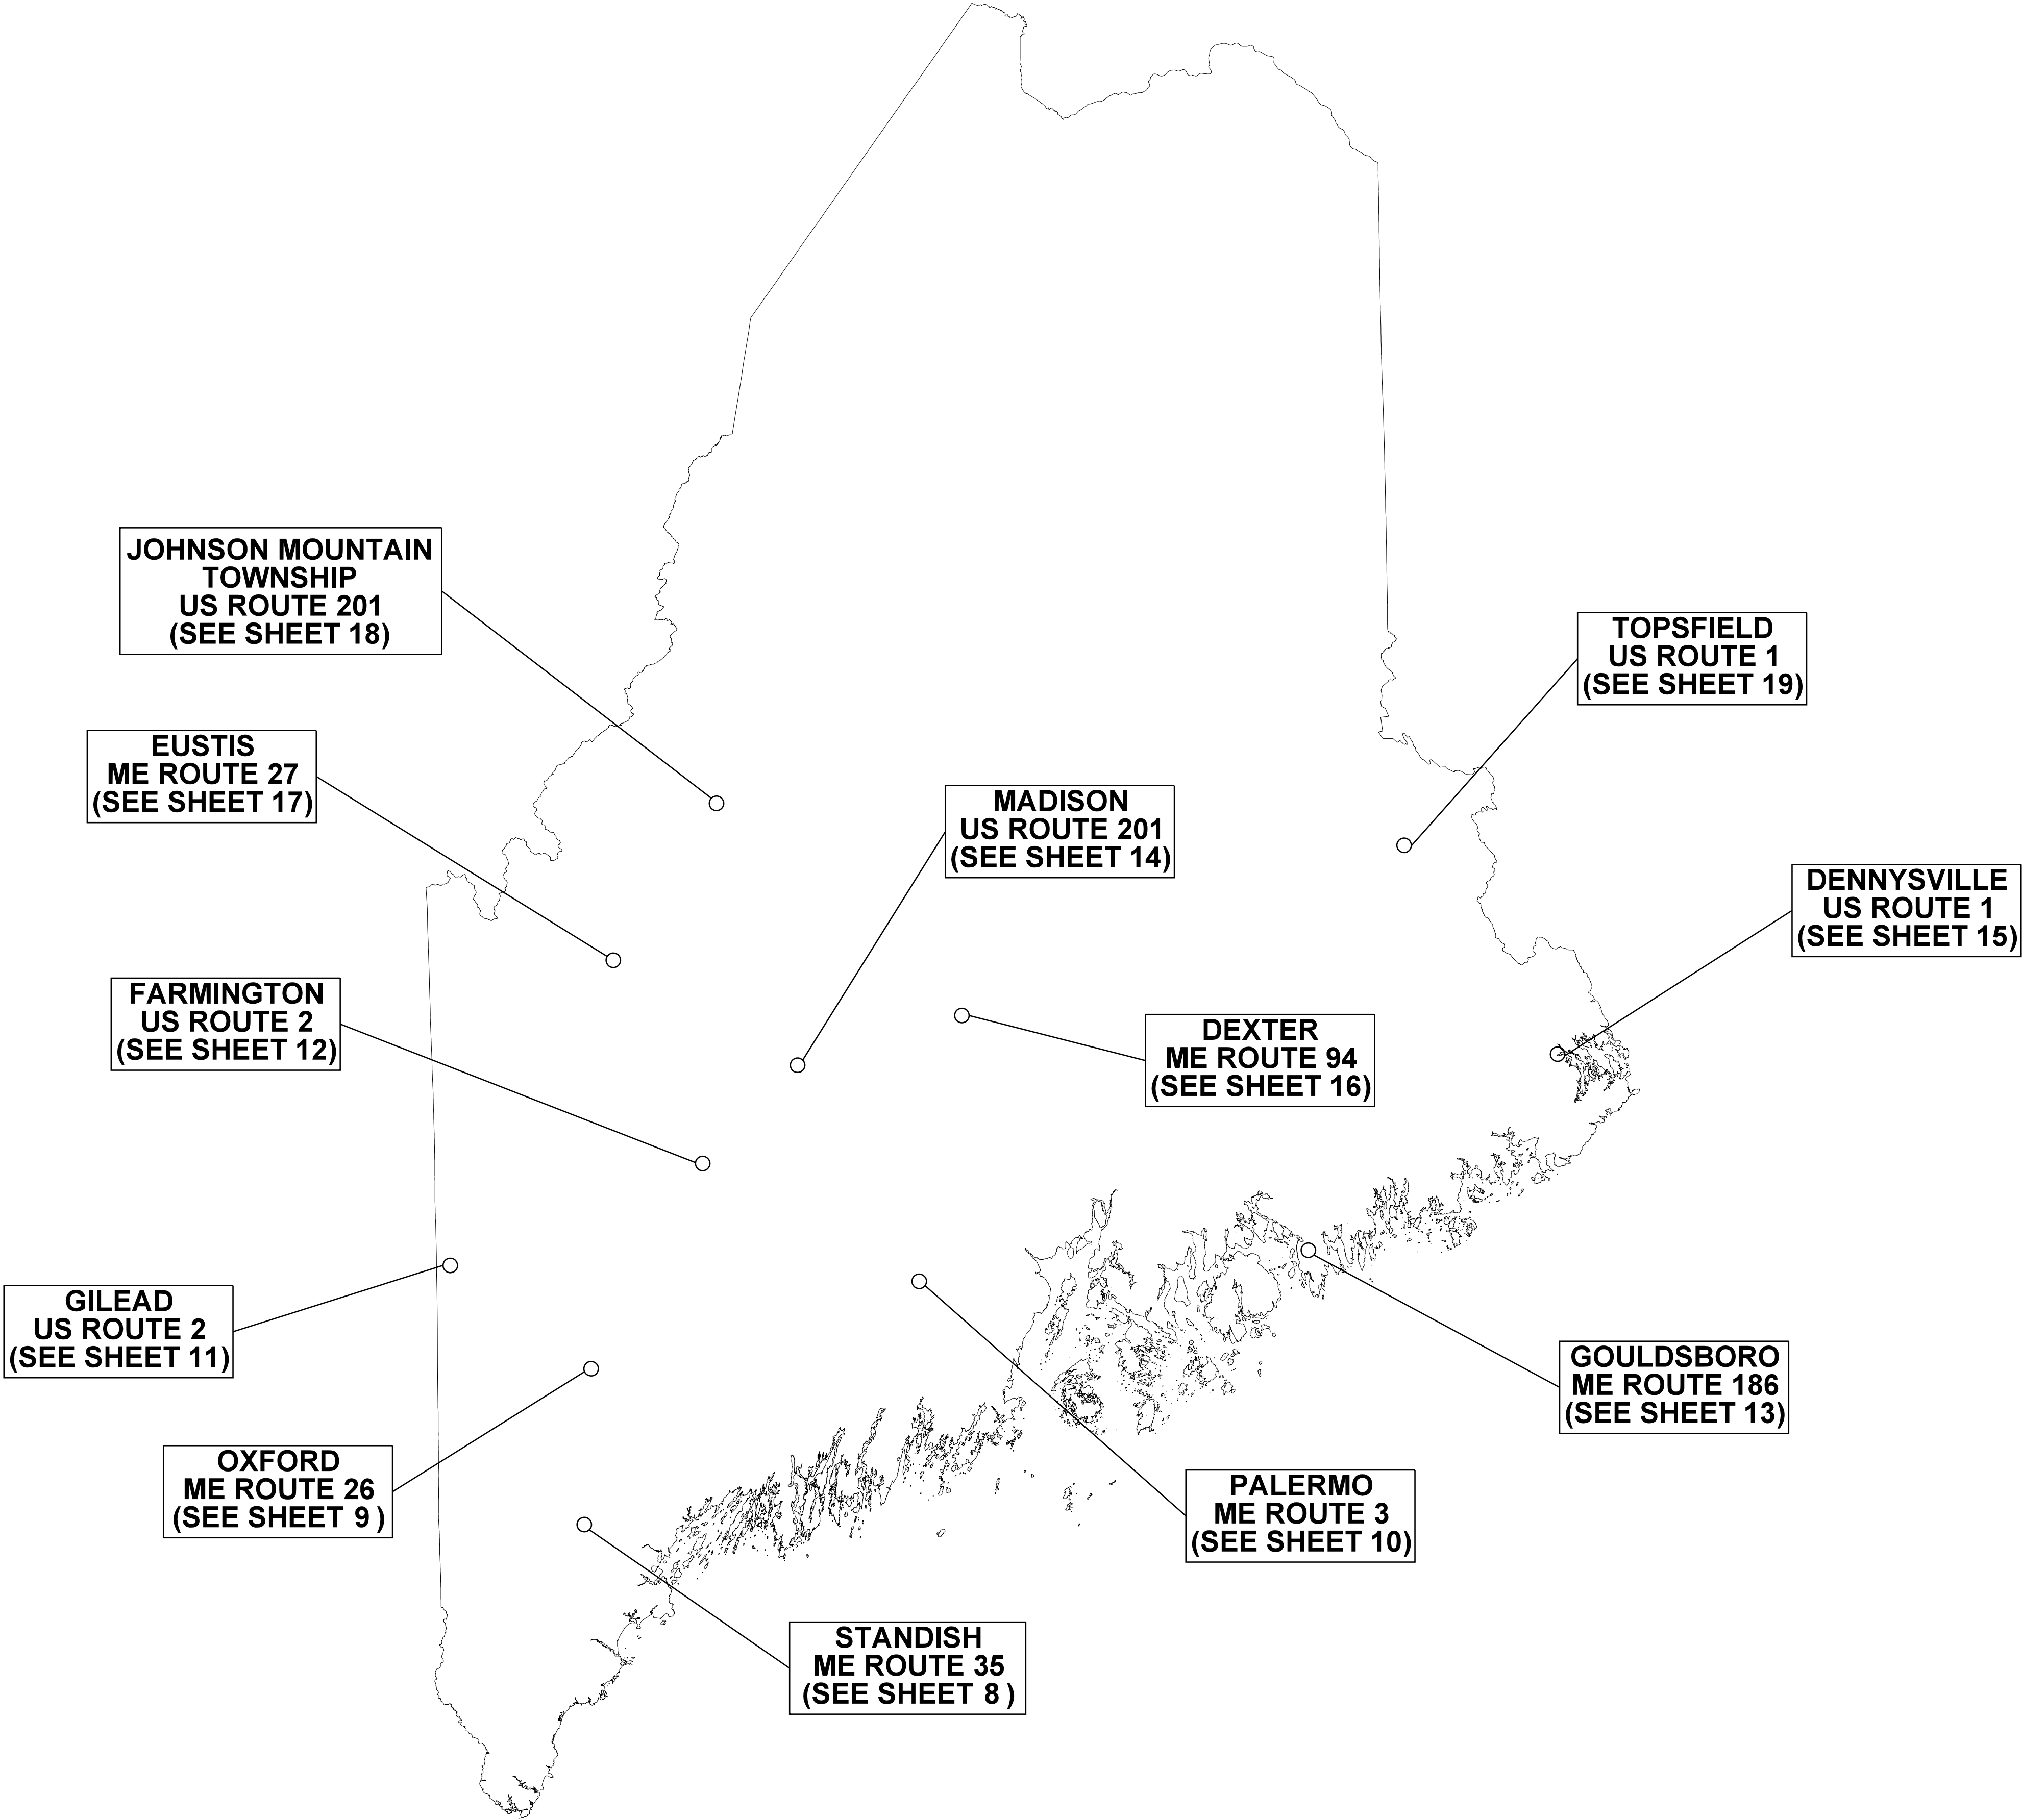 JOHNSON MOUNTAIN
TOWNSHIP
US ROUTE 201
(SEE SHEET 18)
TOPSFIELD
US ROUTE 1
(SEE SHEET 19)
EUSTIS
ME ROUTE 27
(SEE SHEET 17)
MADISON
US ROUTE 201
(SEE SHEET 14)
DENNYSVILLE
US ROUTE 1
(SEE SHEET 15)
FARMINGTON
US ROUTE 2
(SEE SHEET 12)
DEXTER
ME ROUTE 94
(SEE SHEET 16)
GILEAD
US ROUTE 2
(SEE SHEET 11)
GOULDSBORO
ME ROUTE 186
(SEE SHEET 13)
OXFORD
ME ROUTE 26
(SEE SHEET 9 )
PALERMO
ME ROUTE 3
(SEE SHEET 10)
STANDISH
ME ROUTE 35
(SEE SHEET 8 )